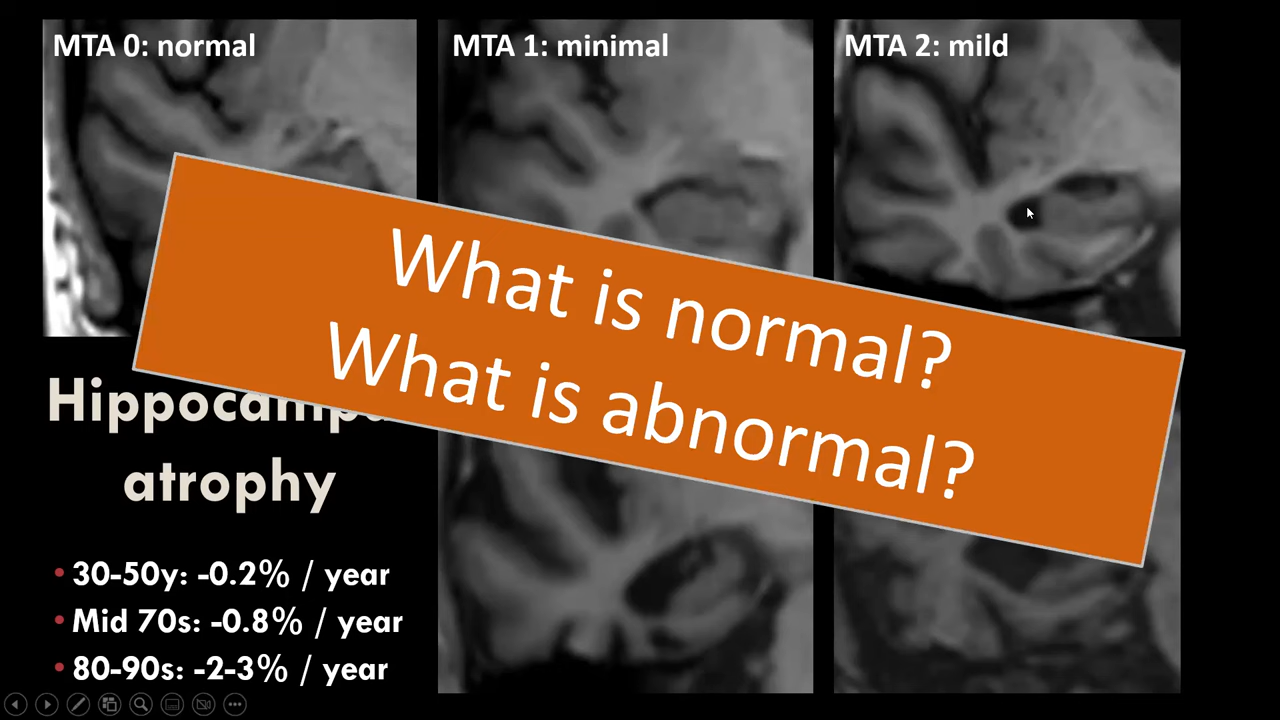 MTA 0: normal
MTA 1: minimal
MTA 2: mild
What is normal?
What is abnormal?
atrophy
• 30-50y: -0.2% / year
• Mid 70s: -0.8% / year
• 80-90s: -2-3% / year